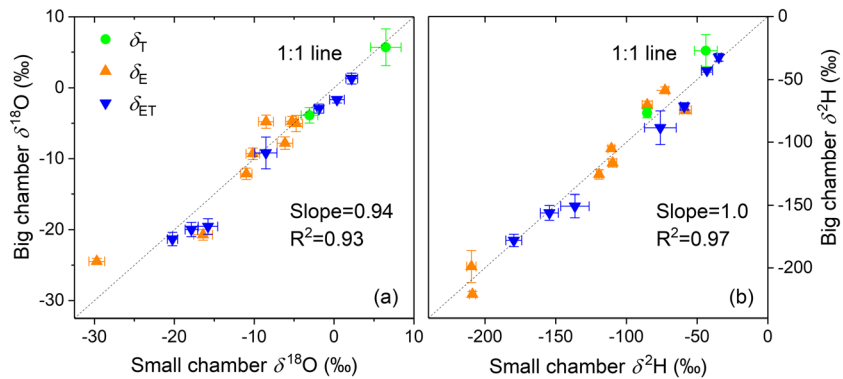 10
0
-10
-20
-30
Big chamber δ¹⁸O (‰)
δT
δE
δET
1:1 line
Slope=0.94
R²=0.93
(a)
-30 -20 -10 0 10
Small chamber δ¹⁸O (‰)
1:1 line
Slope=1.0
R²=0.97
(b)
-200 -150 -100 -50 0
Small chamber δ²H (‰)
0
-50
-100
-150
-200
Big chamber δ²H (‰)